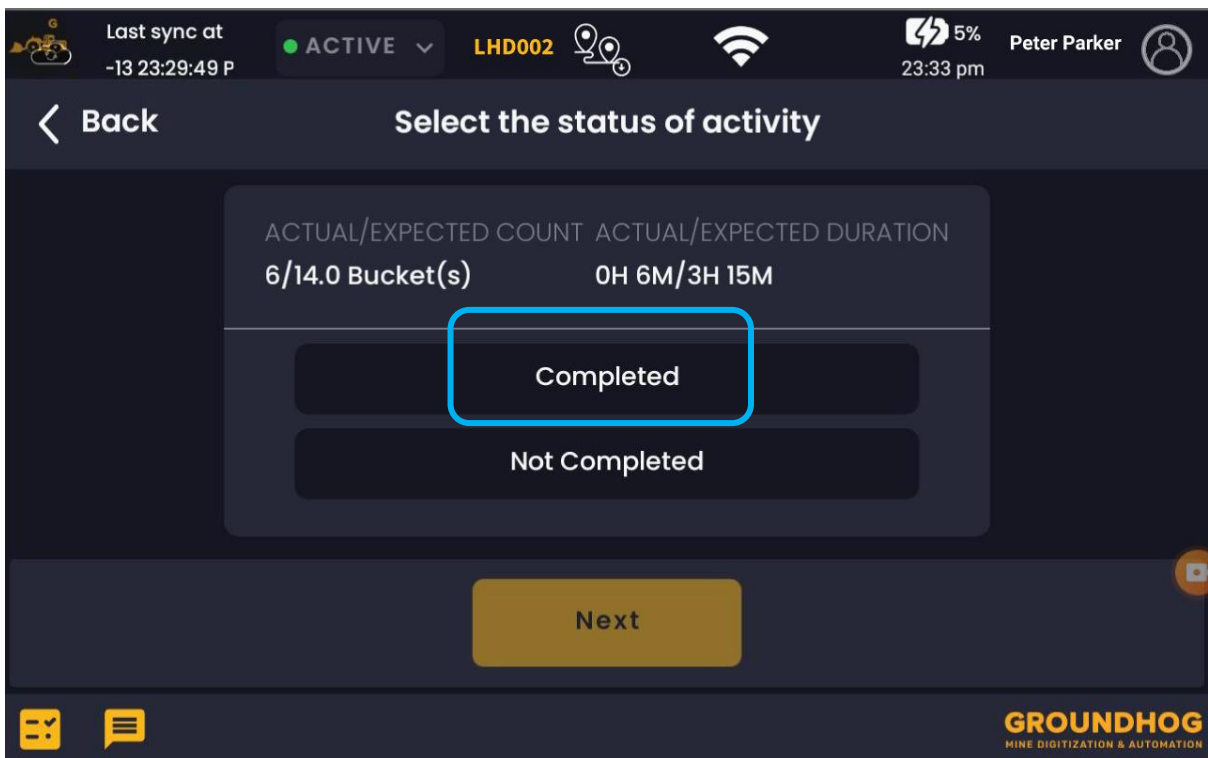 G
Last sync at
-13 23:29:49 P
ACTIVE
LHD002
5%
23:33 pm
Peter Parker
Back
Select the status of activity
ACTUAL/EXPECTED COUNT ACTUAL/EXPECTED DURATION
6/14.0 Bucket(s) 0H 6M/3H 15M
Completed
Not Completed
Next
GROUNDHOG
MINE DIGITIZATION & AUTOMATION